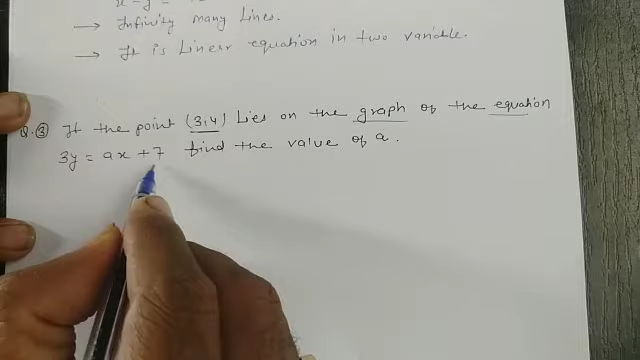 → Infinity many Lines.
→ It is Linear equation in two variable.
Q.③ If the point (3,4) Lies on the graph of the equation
3y = ax + 7 find the value of a.